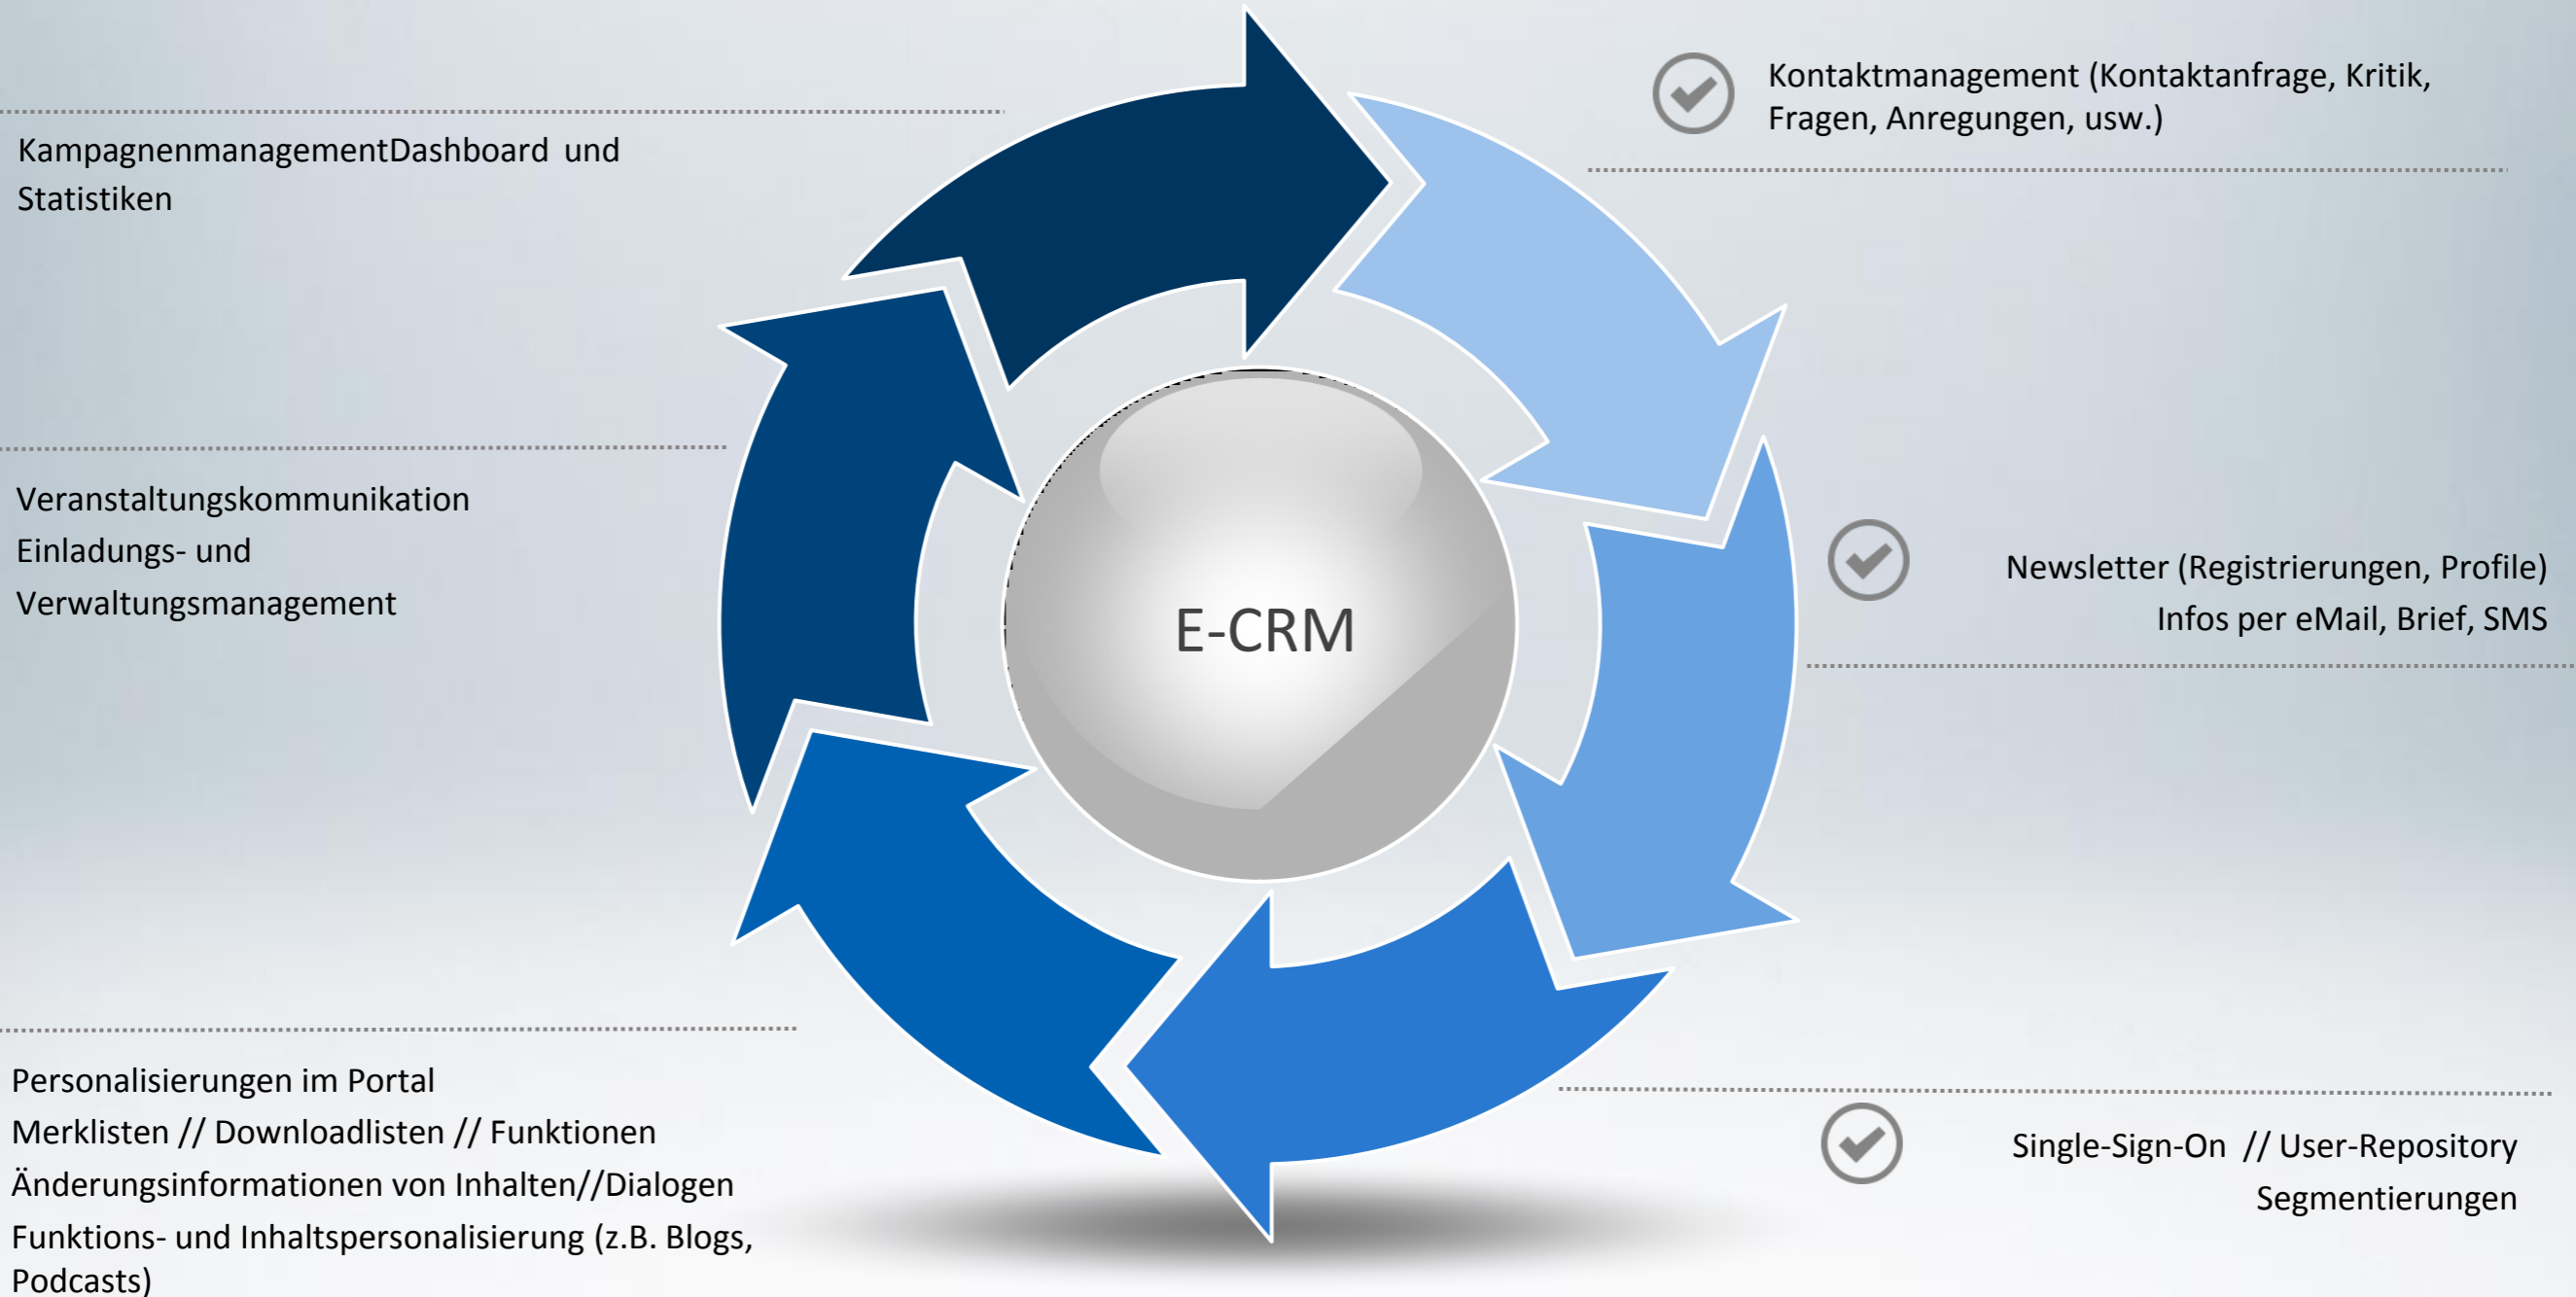 Kontaktmanagement (Kontaktanfrage, Kritik,
Fragen, Anregungen, usw.)
KampagnenmanagementDashboard und
Statistiken
Veranstaltungskommunikation
Einladungs- und
Verwaltungsmanagement
E-CRM
Newsletter (Registrierungen, Profile)
Infos per eMail, Brief, SMS
Personalisierungen im Portal
Merklisten // Downloadlisten // Funktionen
Änderungsinformationen von Inhalten//Dialogen
Funktions- und Inhaltspersonalisierung (z.B. Blogs,
Podcasts)
Single-Sign-On // User-Repository
Segmentierungen